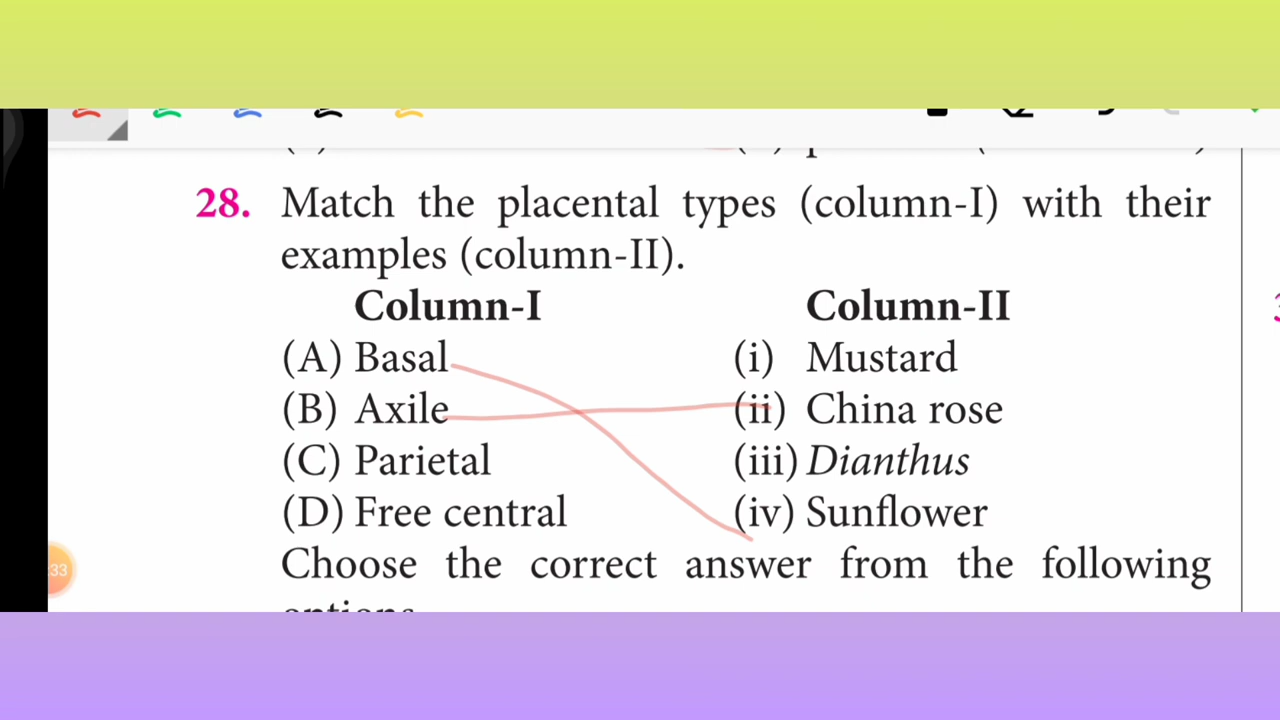 28. Match the placental types (column-I) with their
examples (column-II).
Column-I Column-II
(A) Basal (i) Mustard
(B) Axile (ii) China rose
(C) Parietal (iii) Dianthus
(D) Free central (iv) Sunflower
Choose the correct answer from the following
33